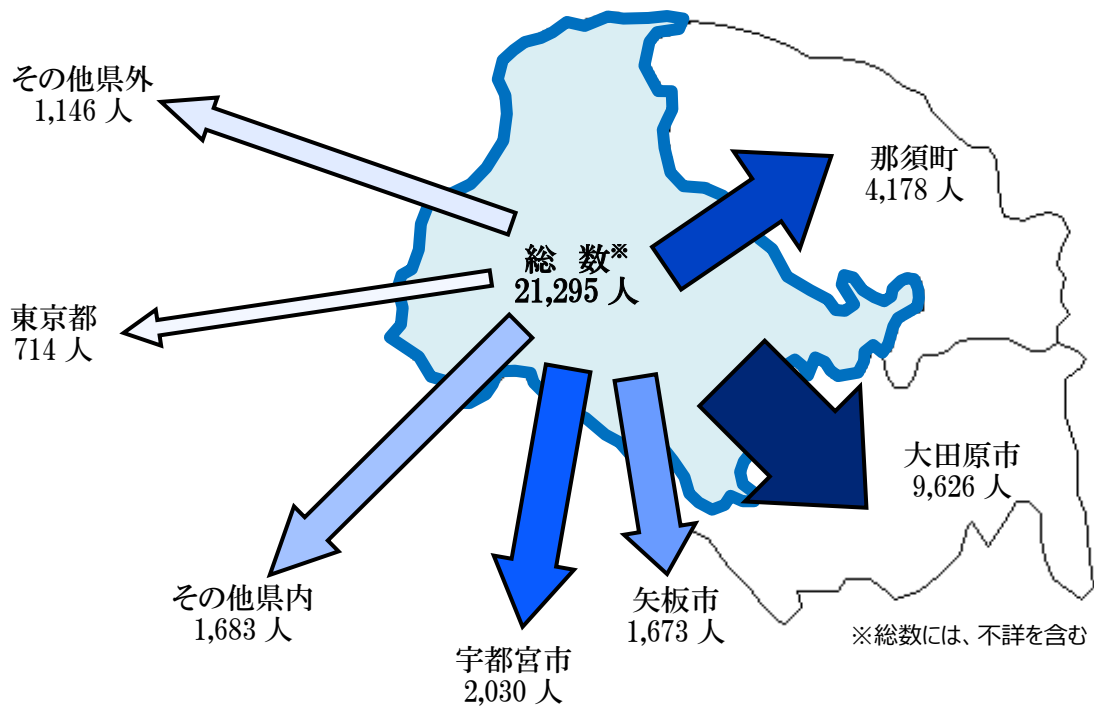 その他県外
1,146 人
那須町
4,178 人
総 数※
21,295 人
東京都
714 人
大田原市
9,626 人
その他県内
1,683 人
矢板市
1,673 人
宇都宮市
2,030 人
※総数には、不詳を含む